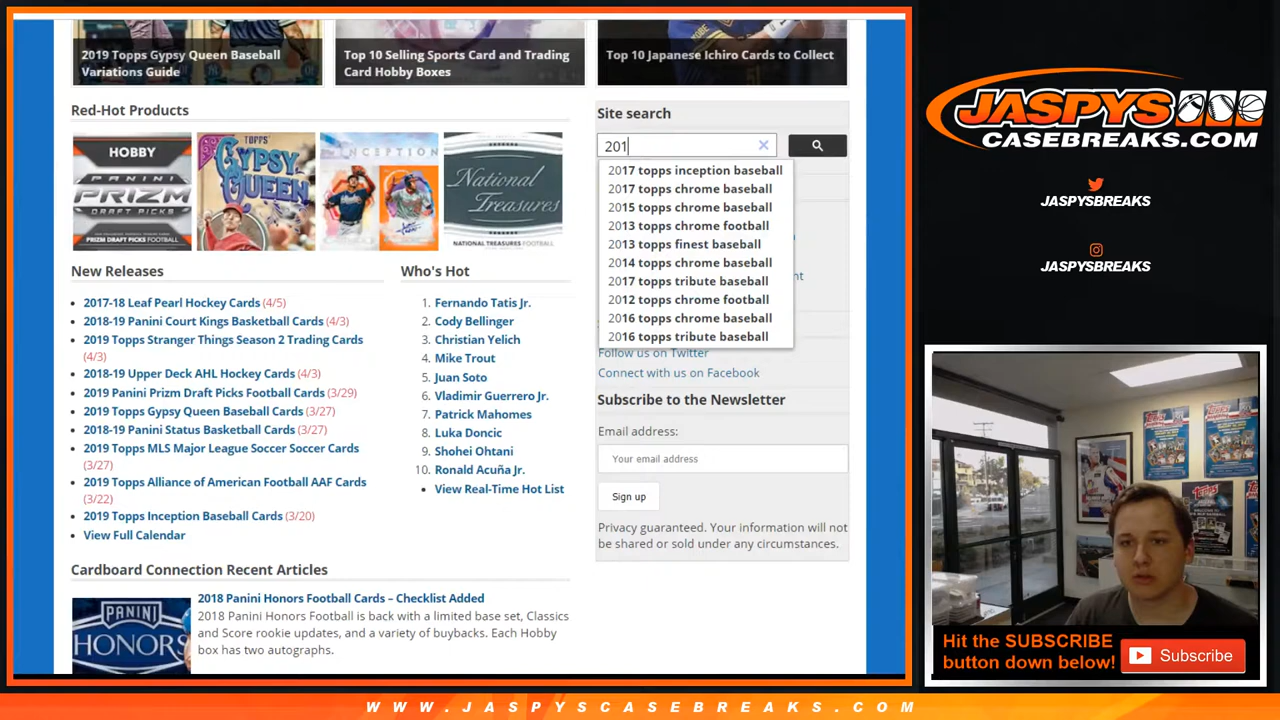 2019 Topps Gypsy Queen Baseball
Variations Guide
Top 10 Selling Sports Card and Trading
Card Hobby Boxes
Top 10 Japanese Ichiro Cards to Collect
Red-Hot Products
HOBBY
PANINI
PRIZM
DRAFT PICKS
PRIZM DRAFT PICKS FOOTBALL
TOPPS
GYPSY
QUEEN
INCEPTION
National
Treasures
NATIONAL TREASURES FOOTBALL
New Releases
2017-18 Leaf Pearl Hockey Cards (4/5)
2018-19 Panini Court Kings Basketball Cards (4/3)
2019 Topps Stranger Things Season 2 Trading Cards
(4/3)
2018-19 Upper Deck AHL Hockey Cards (4/3)
2019 Panini Prizm Draft Picks Football Cards (3/29)
2019 Topps Gypsy Queen Baseball Cards (3/27)
2018-19 Panini Status Basketball Cards (3/27)
2019 Topps MLS Major League Soccer Soccer Cards
(3/27)
2019 Topps Alliance of American Football AAF Cards
(3/22)
2019 Topps Inception Baseball Cards (3/20)
View Full Calendar
Who's Hot
1. Fernando Tatis Jr.
2. Cody Bellinger
3. Christian Yelich
4. Mike Trout
5. Juan Soto
6. Vladimir Guerrero Jr.
7. Patrick Mahomes
8. Luka Doncic
9. Shohei Ohtani
10. Ronald Acuña Jr.
View Real-Time Hot List
Cardboard Connection Recent Articles
PANINI
HONORS
2018 Panini Honors Football Cards – Checklist Added
2018 Panini Honors Football is back with a limited base set, Classics
and Score rookie updates, and a variety of buybacks. Each Hobby
box has two autographs.
Site search
201
2017 topps inception baseball
2017 topps chrome baseball
2015 topps chrome baseball
2013 topps chrome football
2013 topps finest baseball
2014 topps chrome baseball
2017 topps tribute baseball
2012 topps chrome football
2016 topps chrome baseball
2016 topps tribute baseball
Follow us on Twitter
Connect with us on Facebook
Subscribe to the Newsletter
Email address:
Your email address
Sign up
Privacy guaranteed. Your information will not
be shared or sold under any circumstances.
JASPYS
CASEBREAKS.COM
JASPYSBREAKS
JASPYSBREAKS
TOPPS
Hit the SUBSCRIBE
button down below!
Subscribe
WWW.JASPYSCASEBREAKS.COM